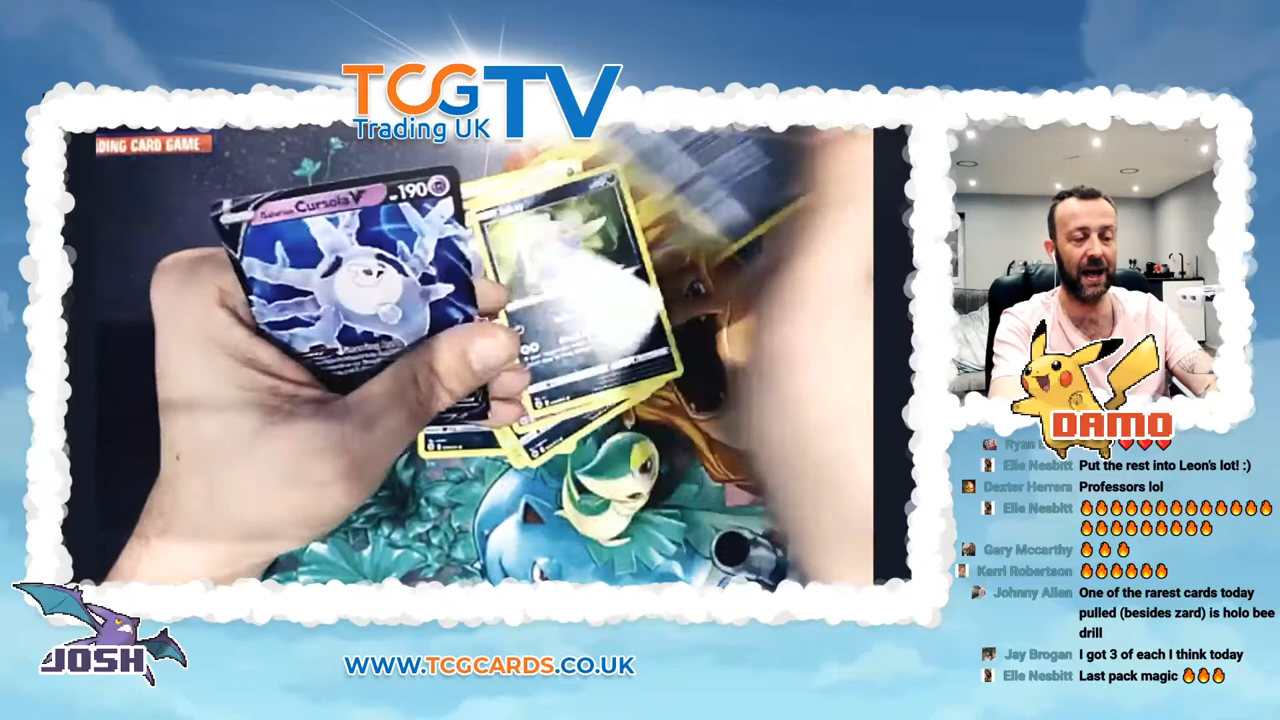 TCG TV
Trading UK
DING CARD GAME
Cursola V 190
DAMO
Ryan
Elle Nesbitt Put the rest into Leon's lot! :)
Dexter Herrera Professors lol
Elle Nesbitt 🔥🔥🔥🔥🔥🔥🔥🔥🔥🔥🔥🔥🔥
🔥🔥🔥🔥🔥🔥🔥🔥🔥
Gary Mccarthy 🔥🔥🔥
Karri Robertson 🔥🔥🔥🔥🔥🔥
Johnny Allen One of the rarest cards today
pulled (besides zard) is holo bee
drill
Jay Brogan I got 3 of each I think today
Elle Nesbitt Last pack magic 🔥🔥🔥
JOSH
WWW.TCGCARDS.CO.UK